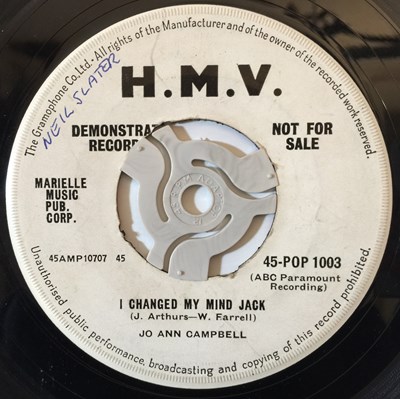 The Gramophone Co. Ltd. All rights of the Manufacturer and of the owner of the recorded work reserved.
NEIL SLATER
H.M.V.
DEMONSTRA
RECOR
NOT FOR
SALE
MARIELLE
MUSIC
PUB.
CORP.
45AMP10707 45
45-POP 1003
(ABC Paramount
Recording)
I CHANGED MY MIND JACK
(J. Arthurs—W. Farrell)
JO ANN CAMPBELL
Unauthorised public performance, broadcasting and copying of this record prohibited.